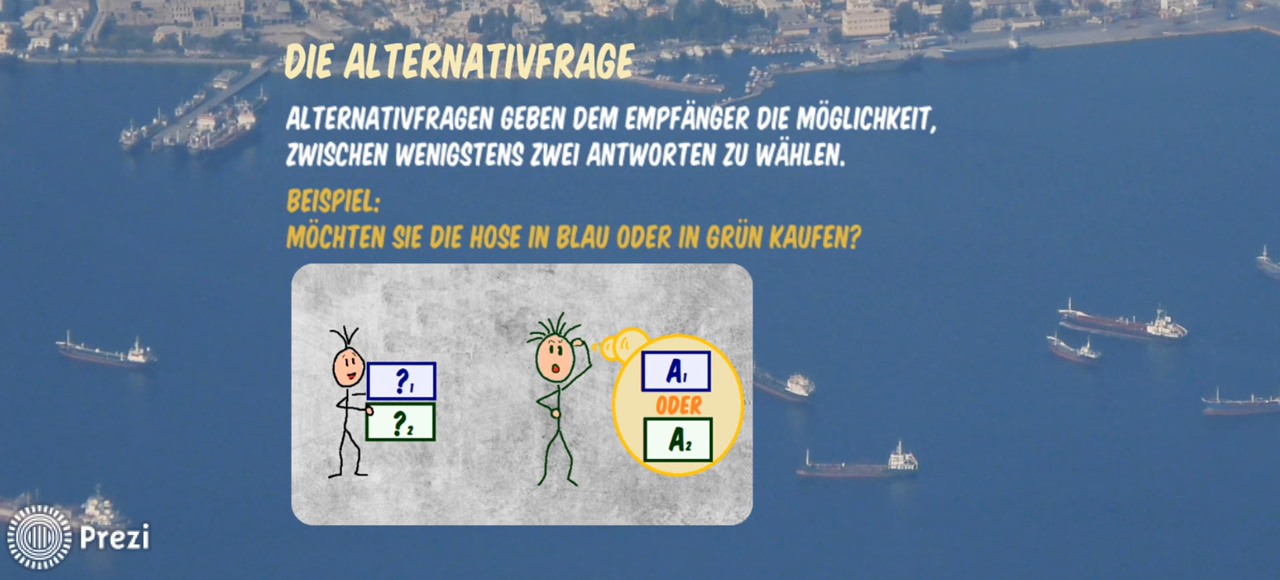 DIE ALTERNATIVFRAGE
ALTERNATIVFRAGEN GEBEN DEM EMPFÄNGER DIE MÖGLICHKEIT,
ZWISCHEN WENIGSTENS ZWEI ANTWORTEN ZU WÄHLEN.
BEISPIEL:
MÖCHTEN SIE DIE HOSE IN BLAU ODER IN GRÜN KAUFEN?
?1
?2
A1
ODER
A2
Prezi